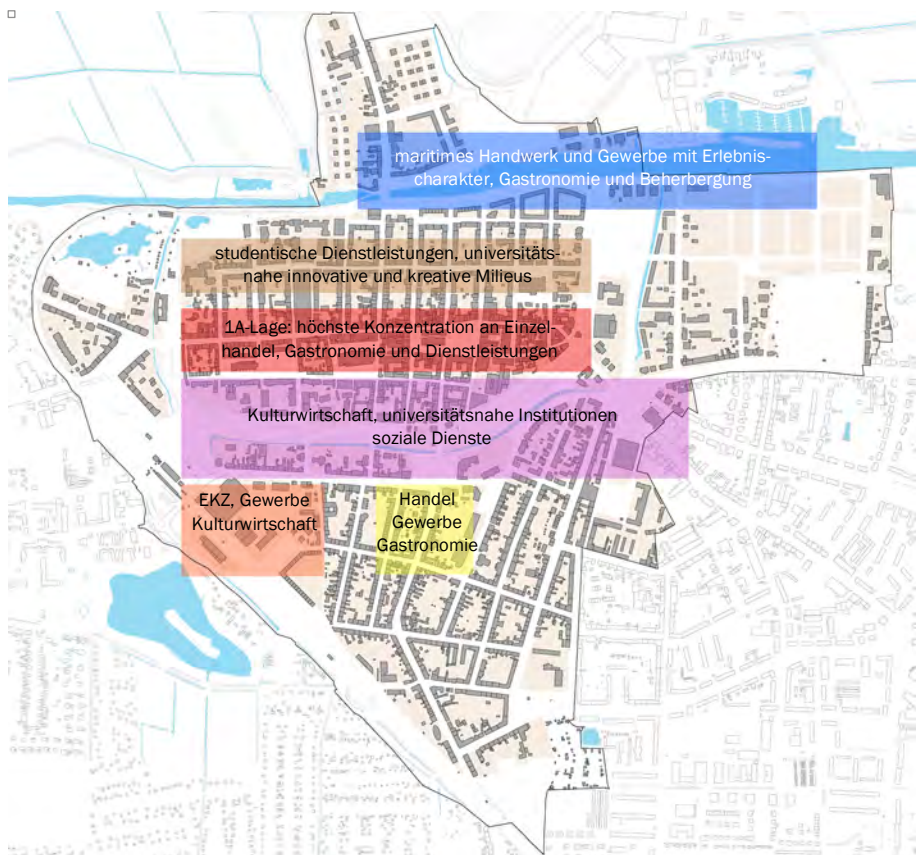 maritimes Handwerk und Gewerbe mit Erlebnis-
charakter, Gastronomie und Beherbergung
studentische Dienstleistungen, universitäts-
nahe innovative und kreative Milieus
1A-Lage: höchste Konzentration an Einzel-
handel, Gastronomie und Dienstleistungen
Kulturwirtschaft, universitätsnahe Institutionen
soziale Dienste
EKZ, Gewerbe
Kulturwirtschaft
Handel
Gewerbe
Gastronomie